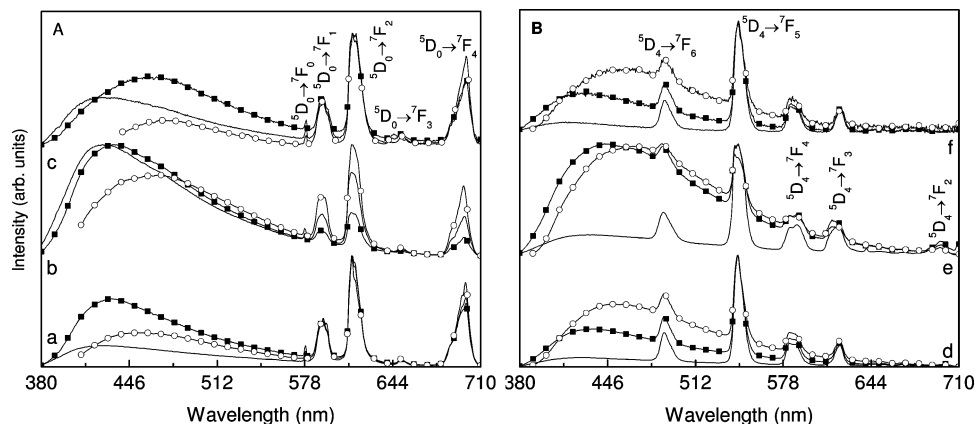 A
⁵D₀→⁷F₀
⁵D₀→⁷F₁
⁵D₀→⁷F₂
⁵D₀→⁷F₃
⁵D₀→⁷F₄
c
b
a
Intensity (arb. units)
380 446 512 578 644 710
Wavelength (nm)
B
⁵D₄→⁷F₆
⁵D₄→⁷F₅
⁵D₄→⁷F₄
⁵D₄→⁷F₃
⁵D₄→⁷F₂
f
e
d
380 446 512 578 644 710
Wavelength (nm)